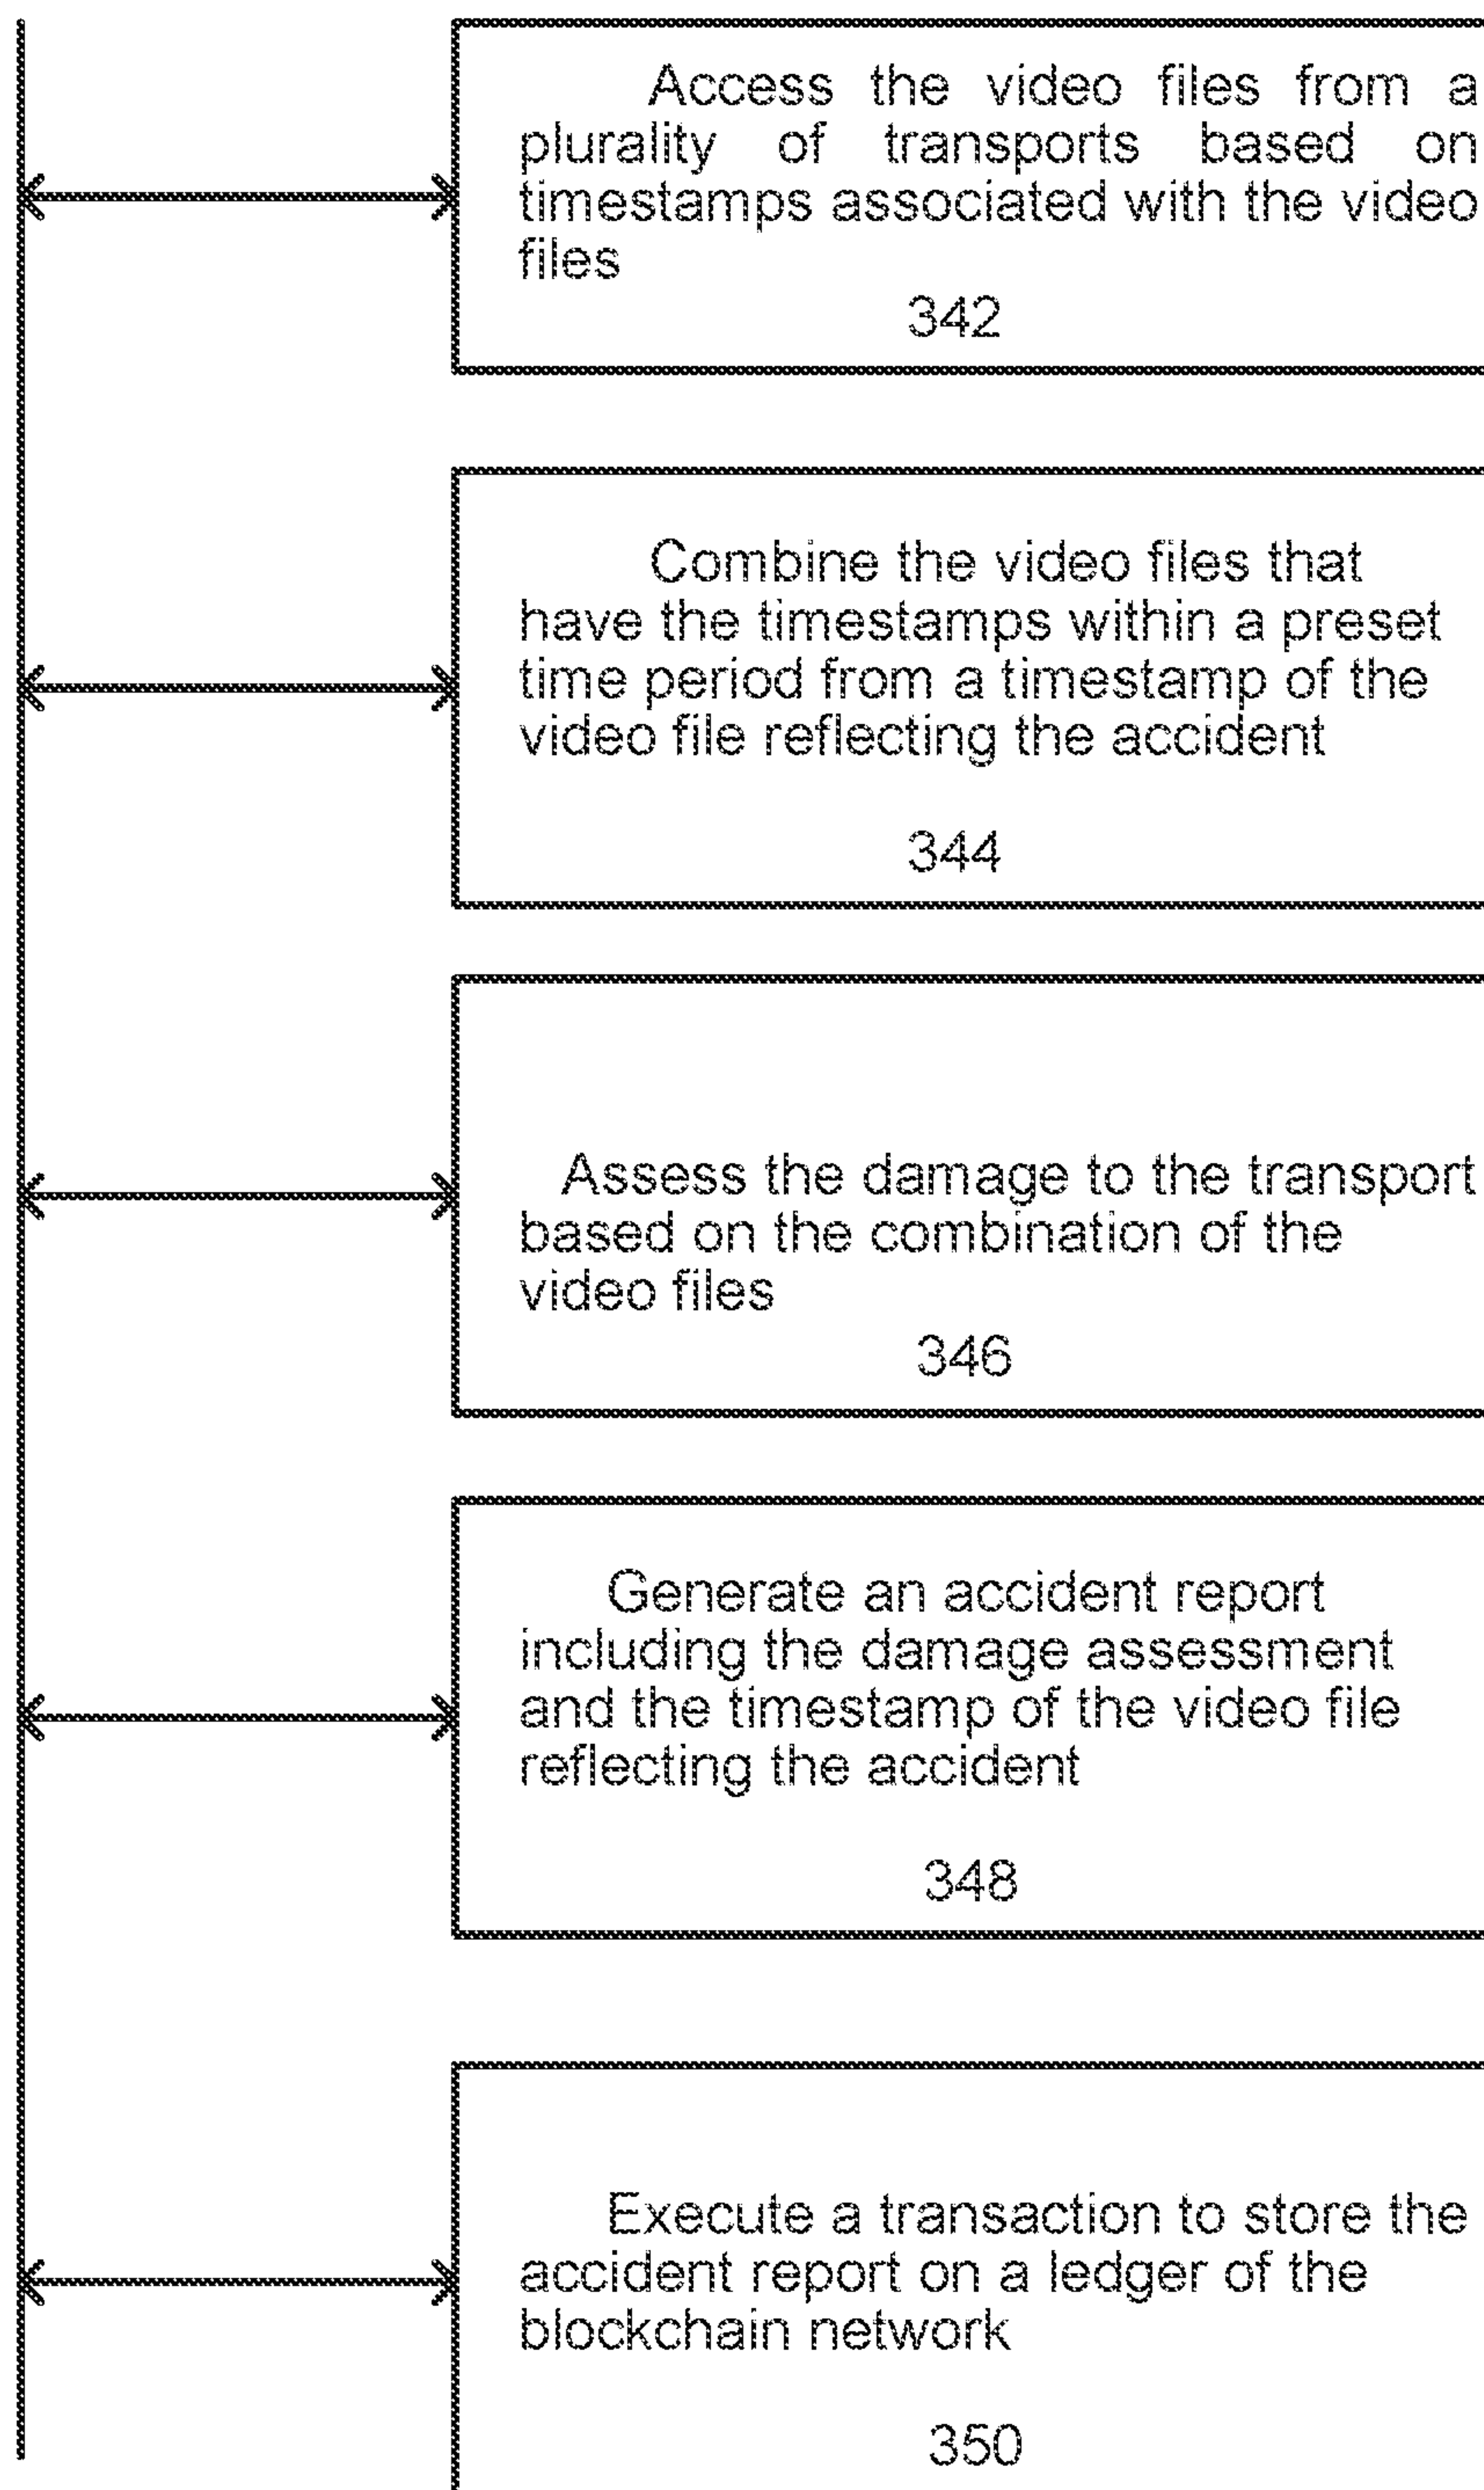 Access the video files from a
plurality of transports based on
timestamps associated with the video
files
342
Combine the video files that
have the timestamps within a preset
time period from a timestamp of the
video file reflecting the accident
344
Assess the damage to the transport
based on the combination of the
video files
346
Generate an accident report
including the damage assessment
and the timestamp of the video file
reflecting the accident
348
Execute a transaction to store the
accident report on a ledger of the
blockchain network
350